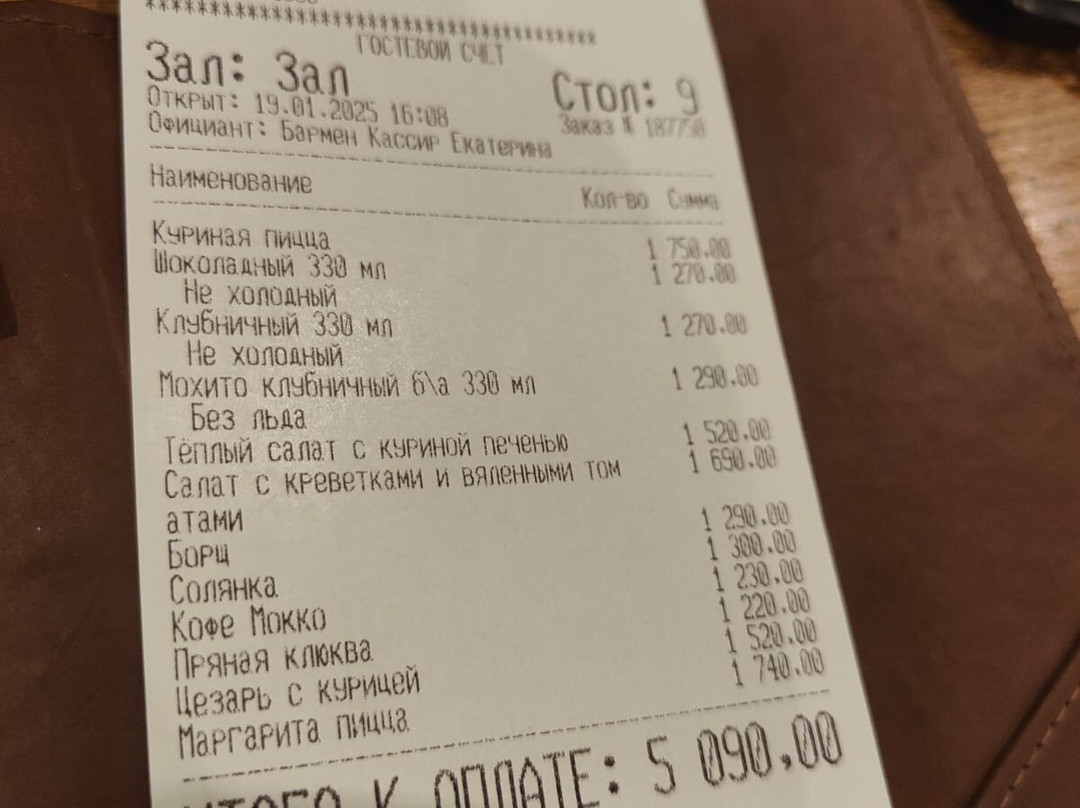 ****************************************
ГОСТЕВОЙ СЧЕТ
Зал: Зал Стол: 9
Открыт: 19.01.2025 16:08 Заказ № 187750
Официант: Бармен Кассир Екатерина
Наименование Кол-во Сумма
Куриная пицца 1 750.00
Шоколадный 330 мл 1 270.00
Не холодный
Клубничный 330 мл 1 270.00
Не холодный
Мохито клубничный б\а 330 мл 1 290.00
Без льда
Тёплый салат с куриной печенью 1 520.00
Салат с креветками и вяленными том 1 690.00
атами
Борщ 1 290.00
Солянка 1 300.00
Кофе Мокко 1 230.00
Пряная клюква 1 220.00
Цезарь с курицей 1 520.00
Маргарита пицца 1 740.00
ИТОГО К ОПЛАТЕ: 5 090.00